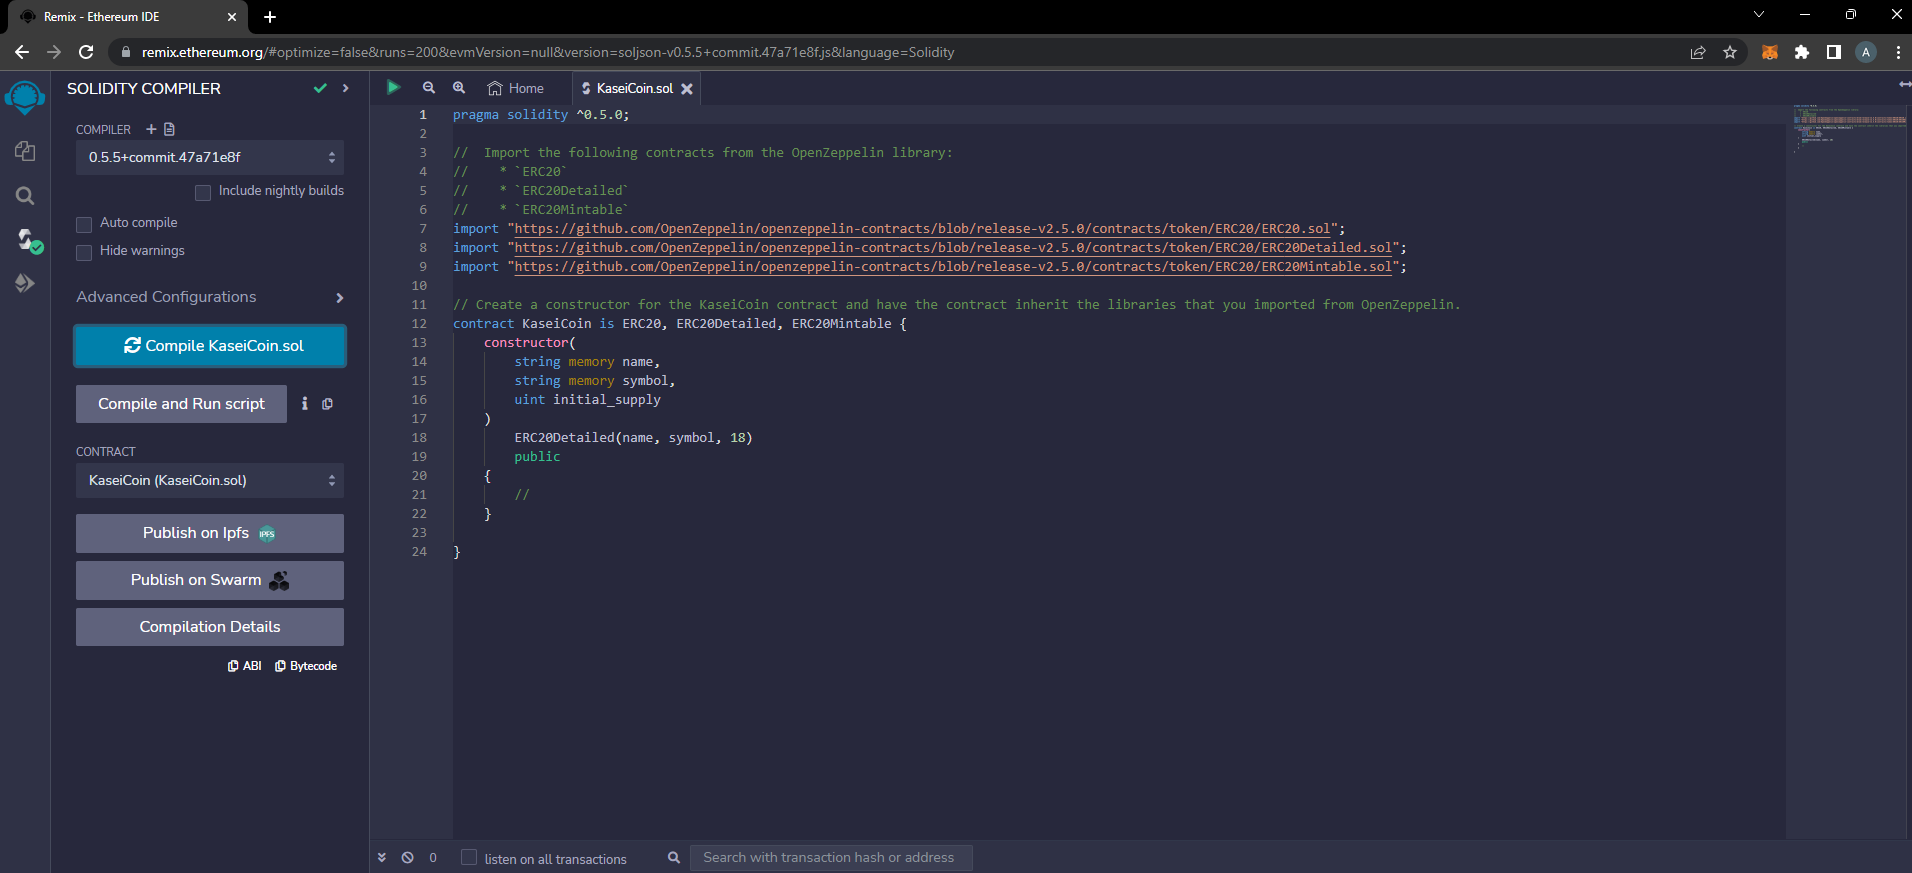 Remix - Ethereum IDE
remix.ethereum.org/#optimize=false&runs=200&evmVersion=null&version=soljson-v0.5.5+commit.47a71e8f.js&language=Solidity
A
SOLIDITY COMPILER
COMPILER
0.5.5+commit.47a71e8f
Include nightly builds
Auto compile
Hide warnings
Advanced Configurations
Compile KaseiCoin.sol
Compile and Run script
CONTRACT
KaseiCoin (KaseiCoin.sol)
Publish on Ipfs IPFS
Publish on Swarm
Compilation Details
ABI Bytecode
Home KaseiCoin.sol
1 pragma solidity ^0.5.0;
2
3 //  Import the following contracts from the OpenZeppelin library:
4 //    * `ERC20`
5 //    * `ERC20Detailed`
6 //    * `ERC20Mintable`
7 import "https://github.com/OpenZeppelin/openzeppelin-contracts/blob/release-v2.5.0/contracts/token/ERC20/ERC20.sol";
8 import "https://github.com/OpenZeppelin/openzeppelin-contracts/blob/release-v2.5.0/contracts/token/ERC20/ERC20Detailed.sol";
9 import "https://github.com/OpenZeppelin/openzeppelin-contracts/blob/release-v2.5.0/contracts/token/ERC20/ERC20Mintable.sol";
10
11 // Create a constructor for the KaseiCoin contract and have the contract inherit the libraries that you imported from OpenZeppelin.
12 contract KaseiCoin is ERC20, ERC20Detailed, ERC20Mintable {
13     constructor(
14         string memory name,
15         string memory symbol,
16         uint initial_supply
17     )
18         ERC20Detailed(name, symbol, 18)
19         public
20     {
21         //
22     }
23
24 }
0 listen on all transactions Search with transaction hash or address